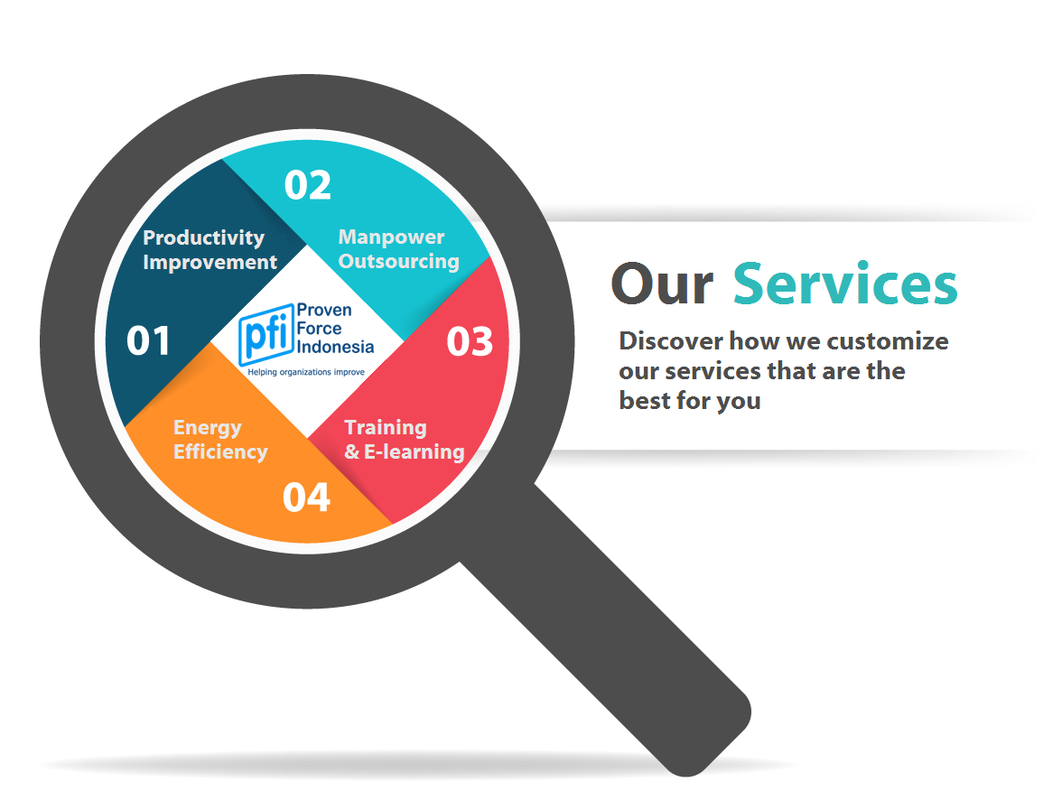 02
Productivity
Improvement
Manpower
Outsourcing
01
pfi
Proven
Force
Indonesia
Helping organizations improve
03
Energy
Efficiency
Training
& E-learning
04
Our Services
Discover how we customize
our services that are the
best for you